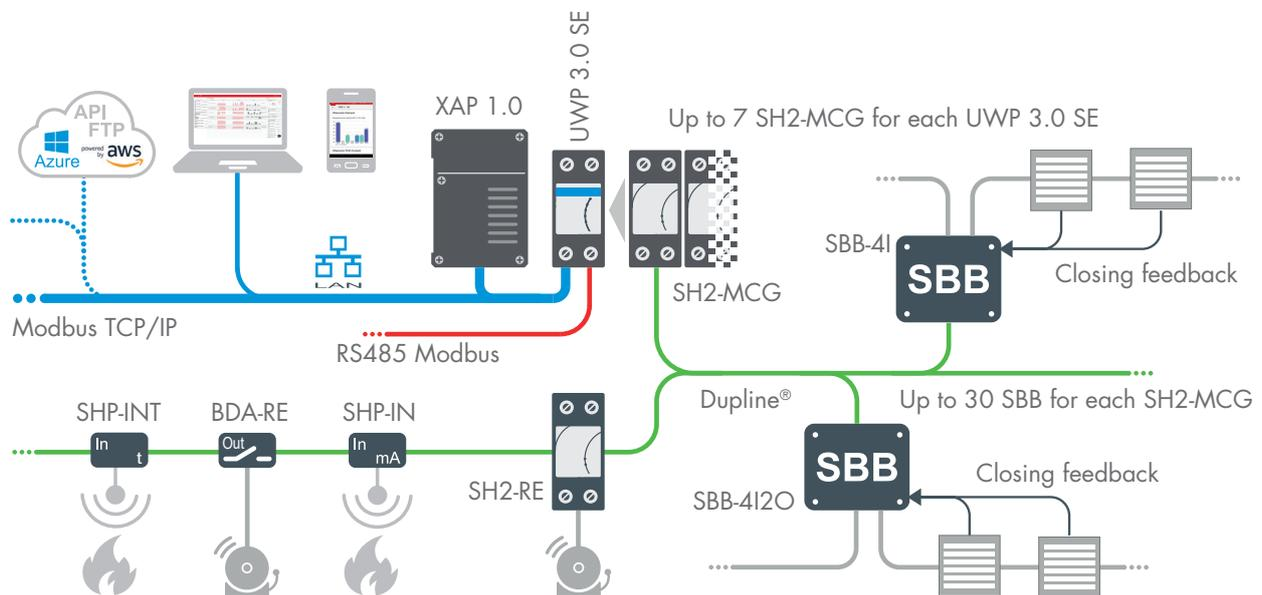 UWP 3.0 SE
API
FTP
Azure
powered by
aws
XAP 1.0
Up to 7 SH2-MCG for each UWP 3.0 SE
SBB-4I
SBB
Closing feedback
LAN
SH2-MCG
Modbus TCP/IP
RS485 Modbus
Dupline®
Up to 30 SBB for each SH2-MCG
SHP-INT
BDA-RE
SHP-IN
In
t
Out
In
mA
SH2-RE
SBB
SBB-4I2O
Closing feedback